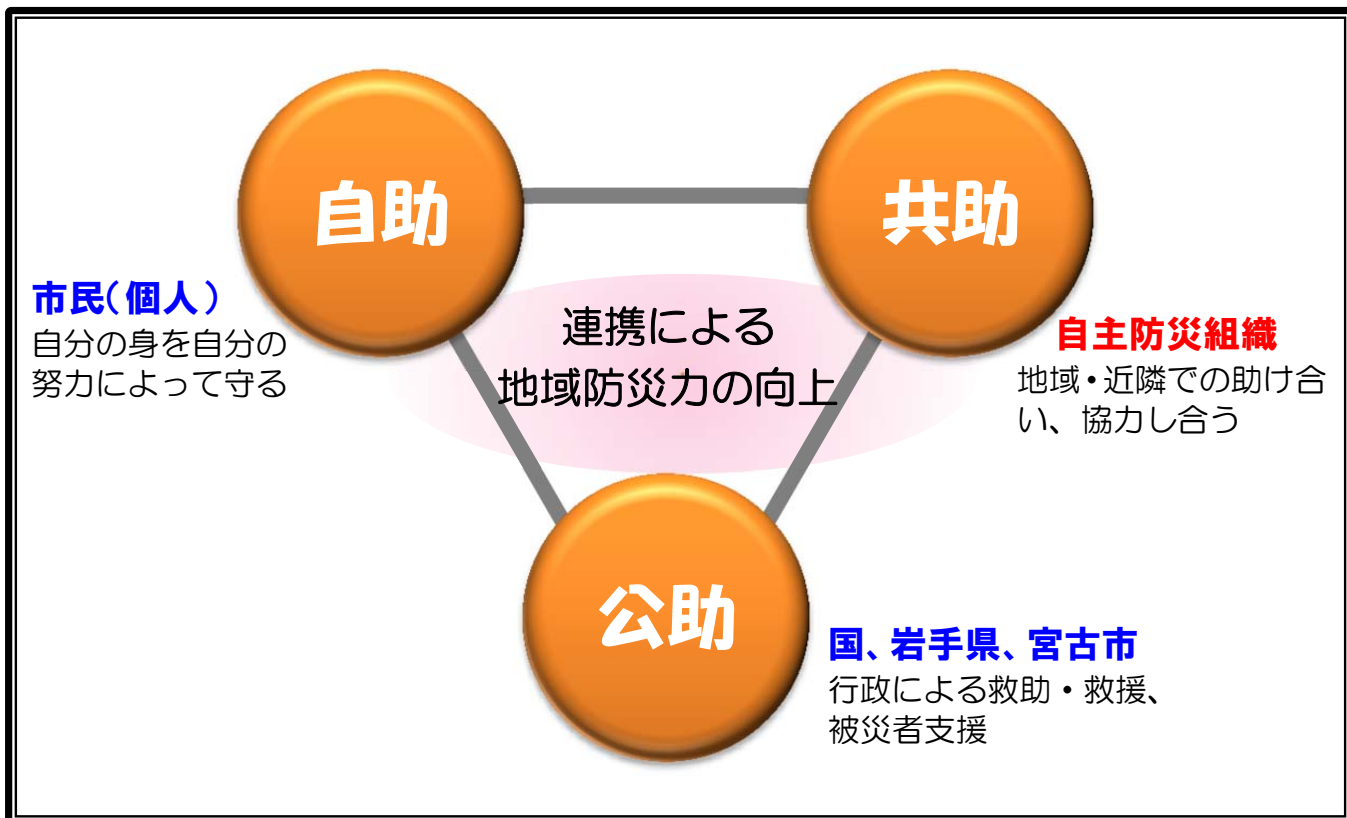 自助
共助
市民(個人)
自分の身を自分の
努力によって守る
連携による
地域防災力の向上
自主防災組織
地域・近隣での助け合
い、協力し合う
公助
国、岩手県、宮古市
行政による救助・救援、
被災者支援